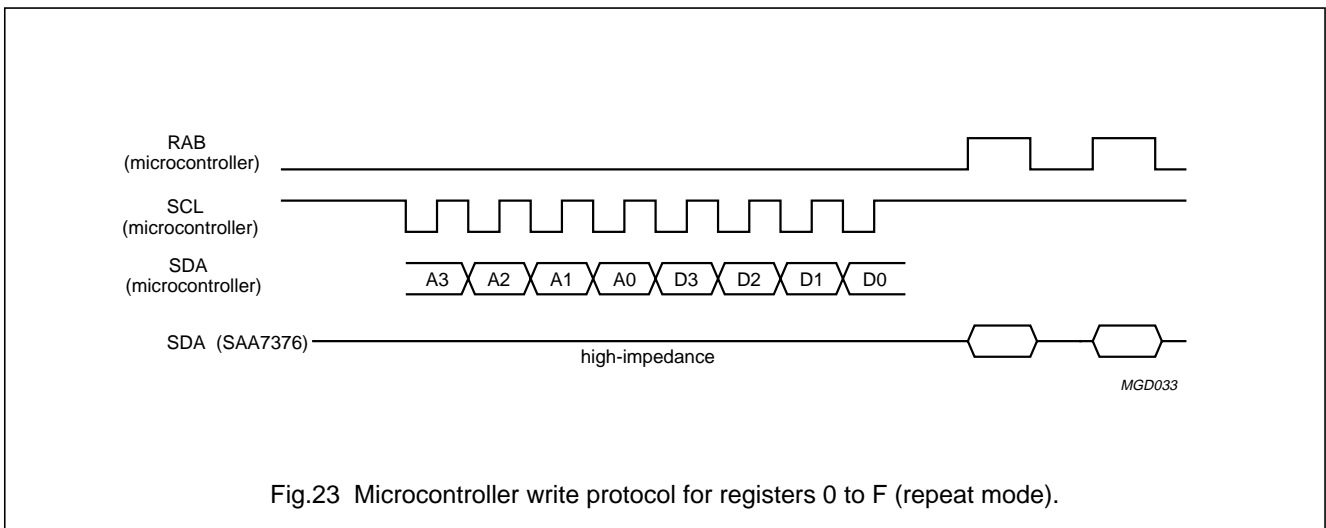 RAB
(microcontroller)
SCL
(microcontroller)
SDA
(microcontroller)
A3 A2 A1 A0 D3 D2 D1 D0
SDA (SAA7376)
high-impedance
MGD033
Fig.23 Microcontroller write protocol for registers 0 to F (repeat mode).